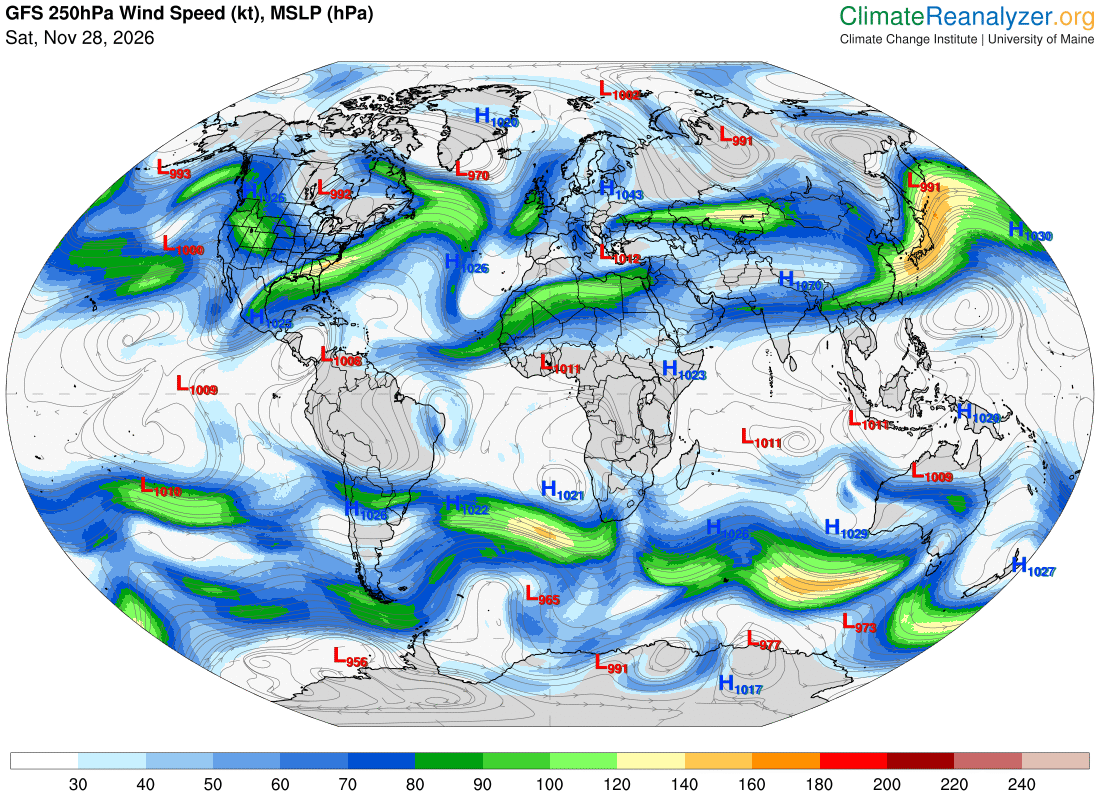 GFS 250hPa Wind Speed (kt), MSLP (hPa)
Sat, Nov 28, 2026
ClimateReanalyzer.org
Climate Change Institute | University of Maine
L1002
H1020
L991
L993
L970
L993
H1043
L991
L1000
H1030
L1012
H1026
H1070
H1023
L1008
L1011
H1023
L1009
H1020
L1011
L1011
L1009
L1010
H1021
H1022
H1026
H1026
H1029
H1027
L965
L973
L977
L956
L991
H1017
30 40 50 60 70 80 90 100 120 140 160 180 200 220 240